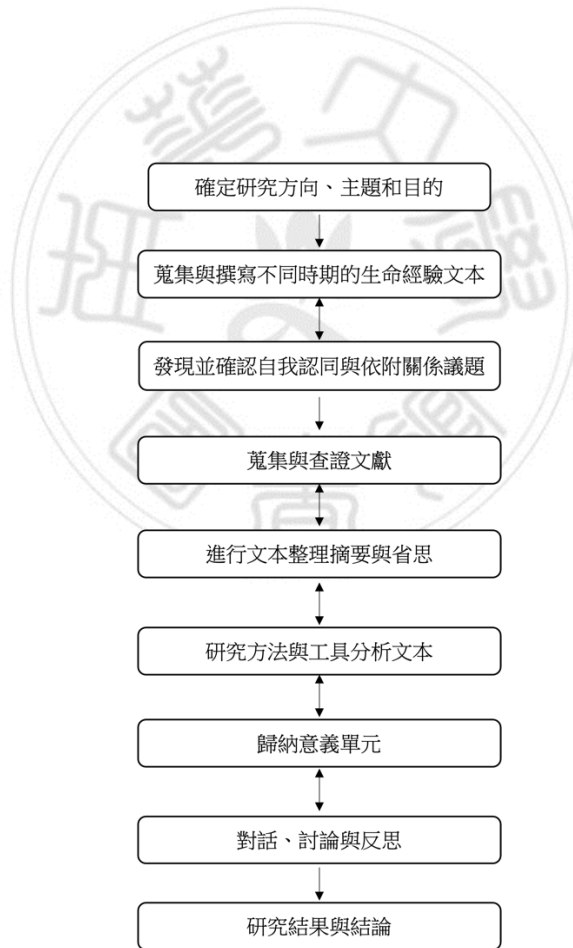 確定研究方向、主題和目的
蒐集與撰寫不同時期的生命經驗文本
發現並確認自我認同與依附關係議題
蒐集與查證文獻
進行文本整理摘要與省思
研究方法與工具分析文本
歸納意義單元
對話、討論與反思
研究結果與結論